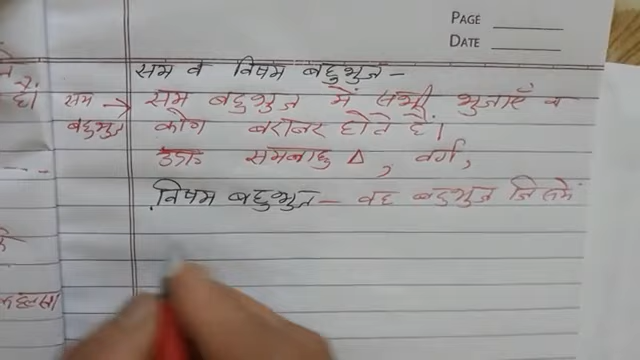 PAGE
DATE
सम व विषम बहुभुज -
सम बहुभुज → सम बहुभुज में सभी भुजाएँ व
कोण बराबर होते है।
उदा. समबाहु Δ, वर्ग,
विषम बहुभुज - वह बहुभुज जिसमें